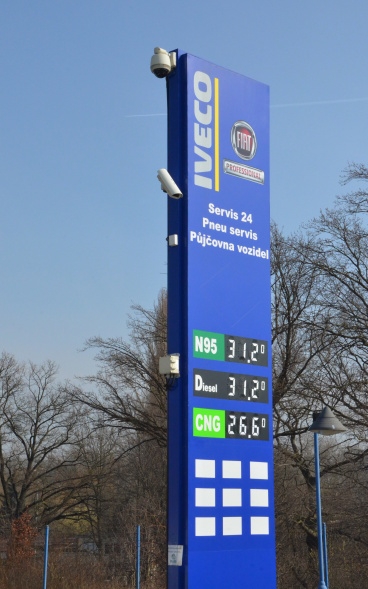 IVECO
FIAT
PROFESSIONAL
Servis 24
Pneu servis
Půjčovna vozidel
N95 31,2⁰
Diesel 31,2⁰
CNG 26,6⁰